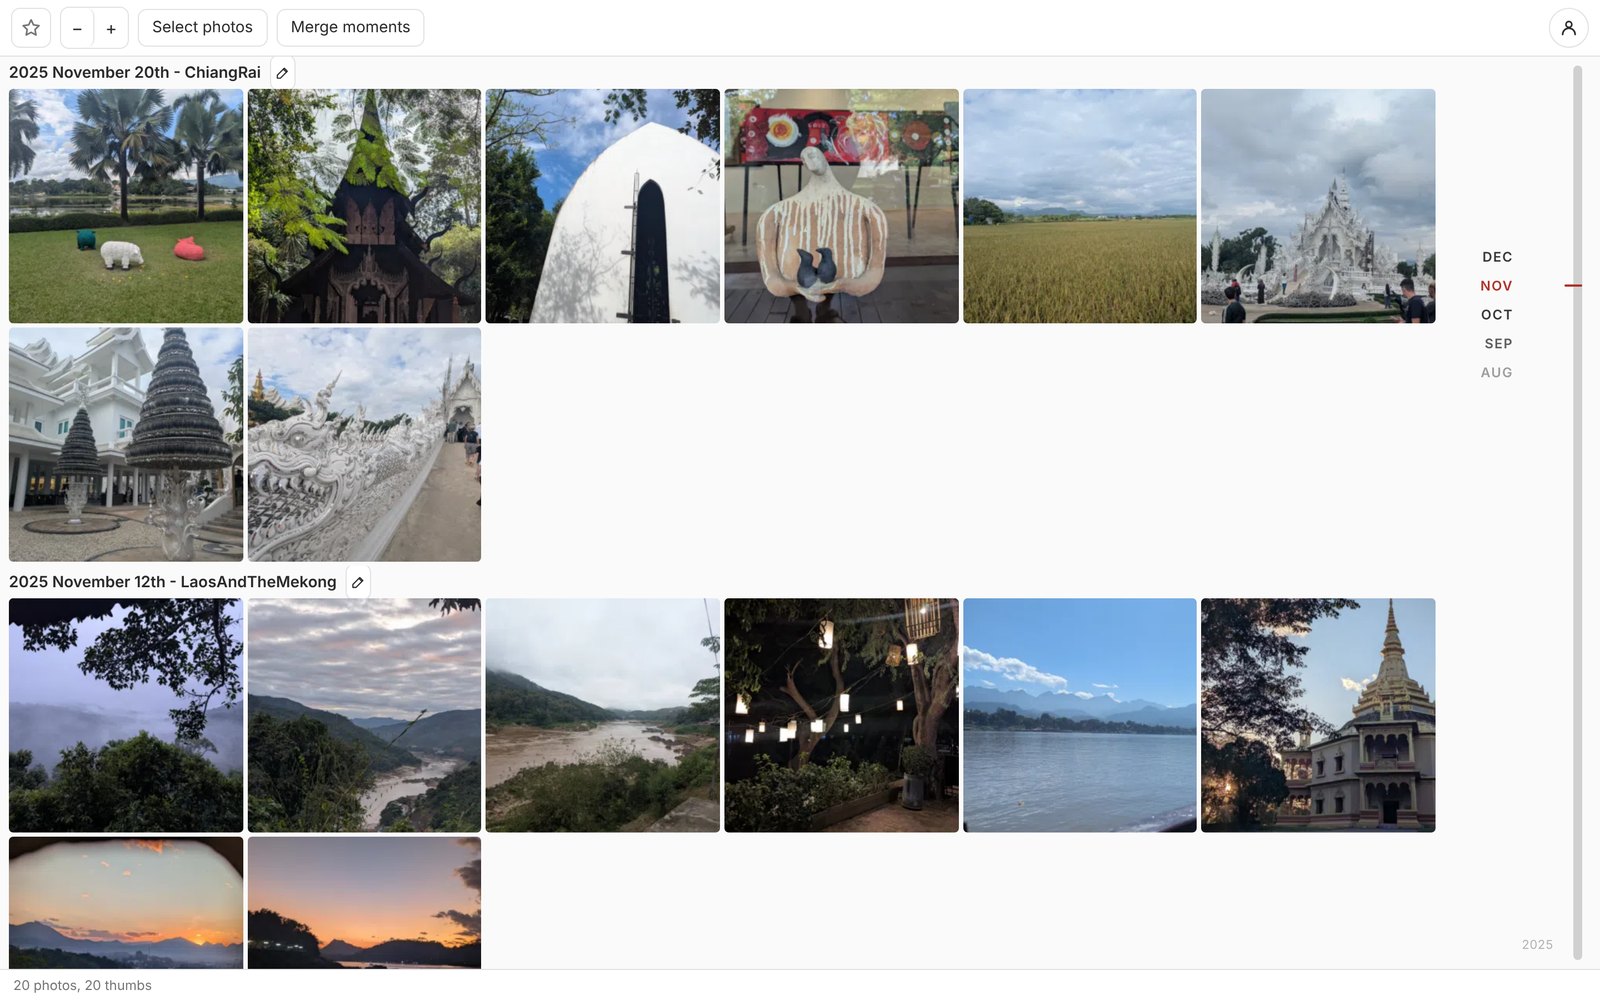 − + Select photos Merge moments
2025 November 20th - ChiangRai
DEC
NOV
OCT
SEP
AUG
2025 November 12th - LaosAndTheMekong
2025
20 photos, 20 thumbs